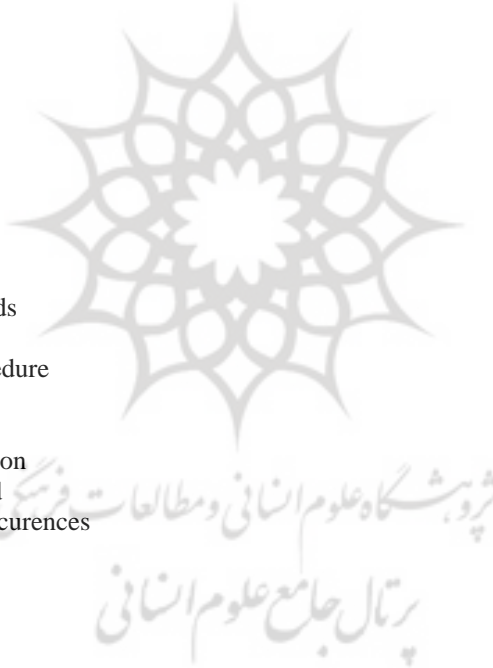 ds
edure
on
d
curences
پژوهشگاه علوم انسانی و مطالعات فرهنگی
پرتال جامع علوم انسانی